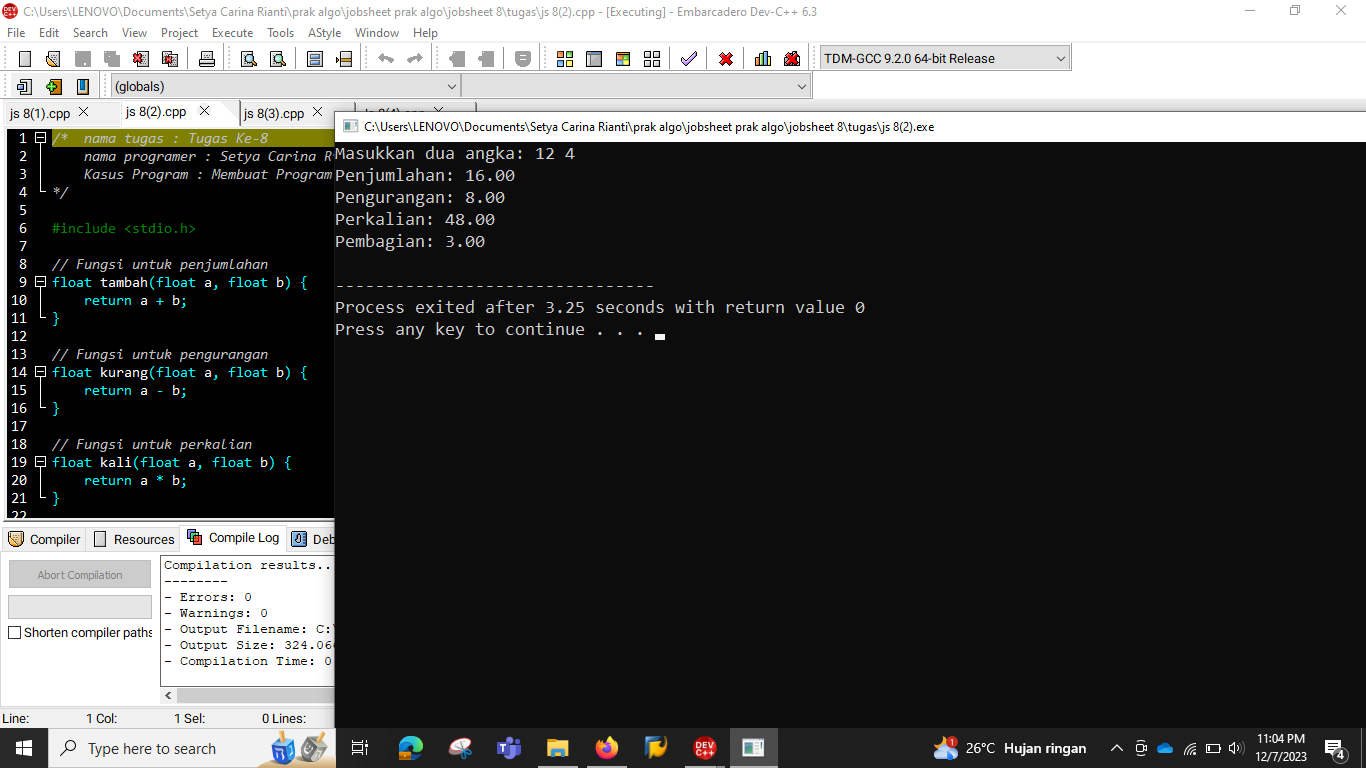 C:\Users\LENOVO\Documents\Setya Carina Rianti\prak algo\jobsheet prak algo\jobsheet 8\tugas\js 8(2).cpp - [Executing] - Embarcadero Dev-C++ 6.3
File Edit Search View Project Execute Tools AStyle Window Help
TDM-GCC 9.2.0 64-bit Release
(globals)
js 8(1).cpp js 8(2).cpp js 8(3).cpp
C:\Users\LENOVO\Documents\Setya Carina Rianti\prak algo\jobsheet prak algo\jobsheet 8\tugas\js 8(2).exe
1 /* nama tugas : Tugas Ke-8
2 nama programer : Setya Carina
3 Kasus Program : Membuat Program
4 */
5
6 #include <stdio.h>
7
8 // Fungsi untuk penjumlahan
9 float tambah(float a, float b) {
10 return a + b;
11 }
12
13 // Fungsi untuk pengurangan
14 float kurang(float a, float b) {
15 return a - b;
16 }
17
18 // Fungsi untuk perkalian
19 float kali(float a, float b) {
20 return a * b;
21 }
22
Masukkan dua angka: 12 4
Penjumlahan: 16.00
Pengurangan: 8.00
Perkalian: 48.00
Pembagian: 3.00
--------------------------------
Process exited after 3.25 seconds with return value 0
Press any key to continue . . .
Compiler Resources Compile Log Deb
Abort Compilation
Shorten compiler paths
Compilation results..
--------
- Errors: 0
- Warnings: 0
- Output Filename: C:
- Output Size: 324.06
- Compilation Time: 0
Line: 1 Col: 1 Sel: 0 Lines:
Type here to search
DEV C++
1
26°C Hujan ringan
11:04 PM
12/7/2023
4